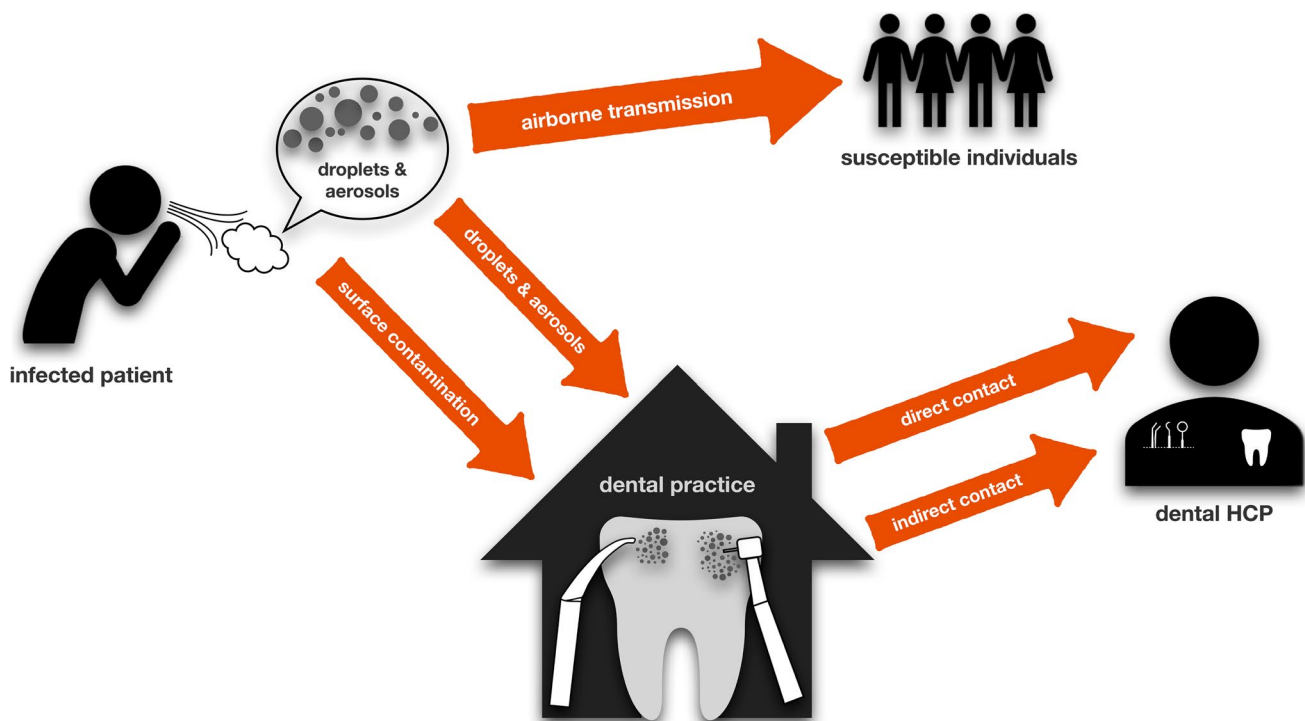 droplets &
aerosols
airborne transmission
susceptible individuals
infected patient
surface contamination
droplets & aerosols
dental practice
direct contact
indirect contact
dental HCP